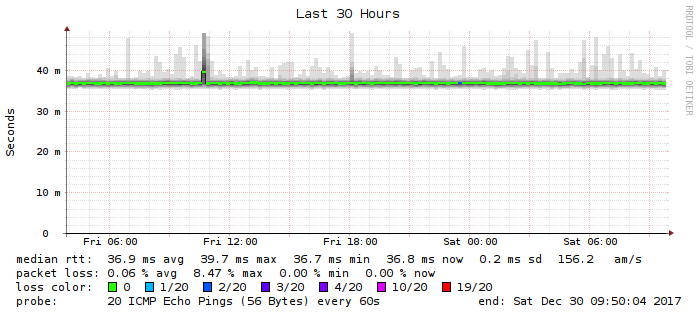 Last 30 Hours
RRDTOOL / TOBI OETIKER
Seconds
40 m
30 m
20 m
10 m
0
Fri 06:00 Fri 12:00 Fri 18:00 Sat 00:00 Sat 06:00
median rtt: 36.9 ms avg 39.7 ms max 36.7 ms min 36.8 ms now 0.2 ms sd 156.2 am/s
packet loss: 0.06 % avg 8.47 % max 0.00 % min 0.00 % now
loss color: 0 1/20 2/20 3/20 4/20 10/20 19/20
probe: 20 ICMP Echo Pings (56 Bytes) every 60s end: Sat Dec 30 09:50:04 2017